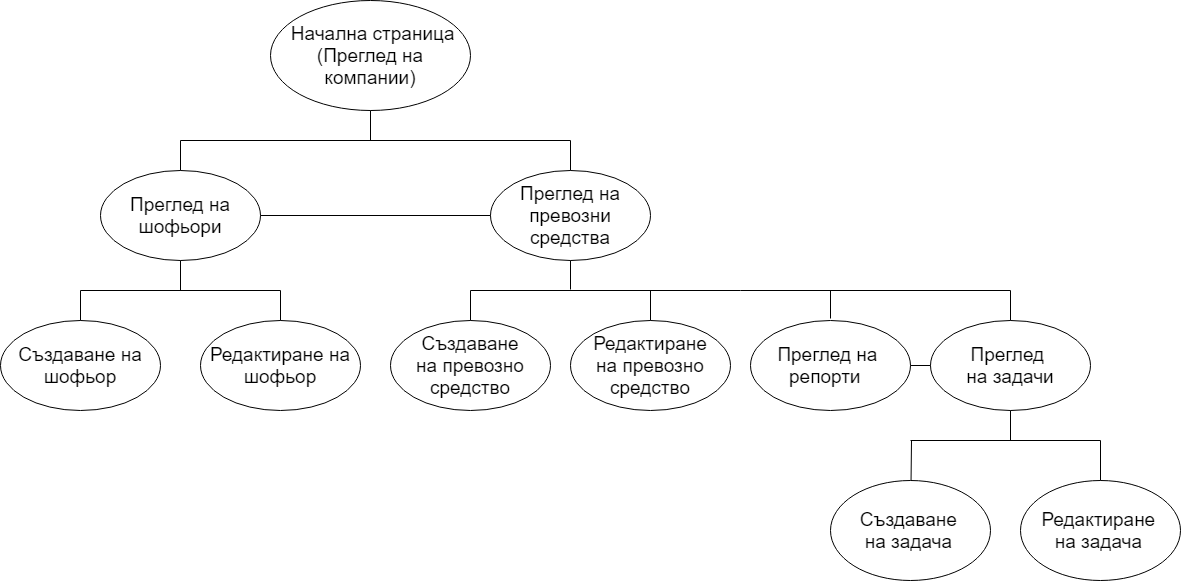 Начална страница
(Преглед на
компании)
Преглед на
шофьори
Преглед на
превозни
средства
Създаване на
шофьор
Редактиране на
шофьор
Създаване
на превозно
средство
Редактиране
на превозно
средство
Преглед на
репорти
Преглед
на задачи
Създаване
на задача
Редактиране
на задача